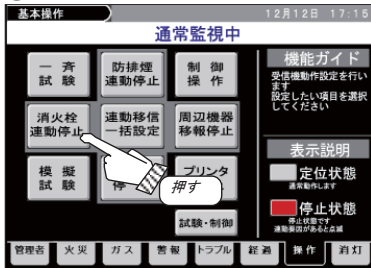 基本操作
12月12日 17:15
通常監視中
一斉
試験
防排煙
連動停止
制御
操作
消火栓
連動停止
連動移信
一括設定
周辺機器
移報停止
模擬
試験
停
プリンタ
押す
試験・制御
機能ガイド
受信機動作設定を行い
ます
設定したい項目を選択
してください
表示説明
定位状態
通常動作します
停止状態
停止状態です
連動要因があると点滅
管理者 火災 ガス 警報 トラブル 経過 操作 消灯